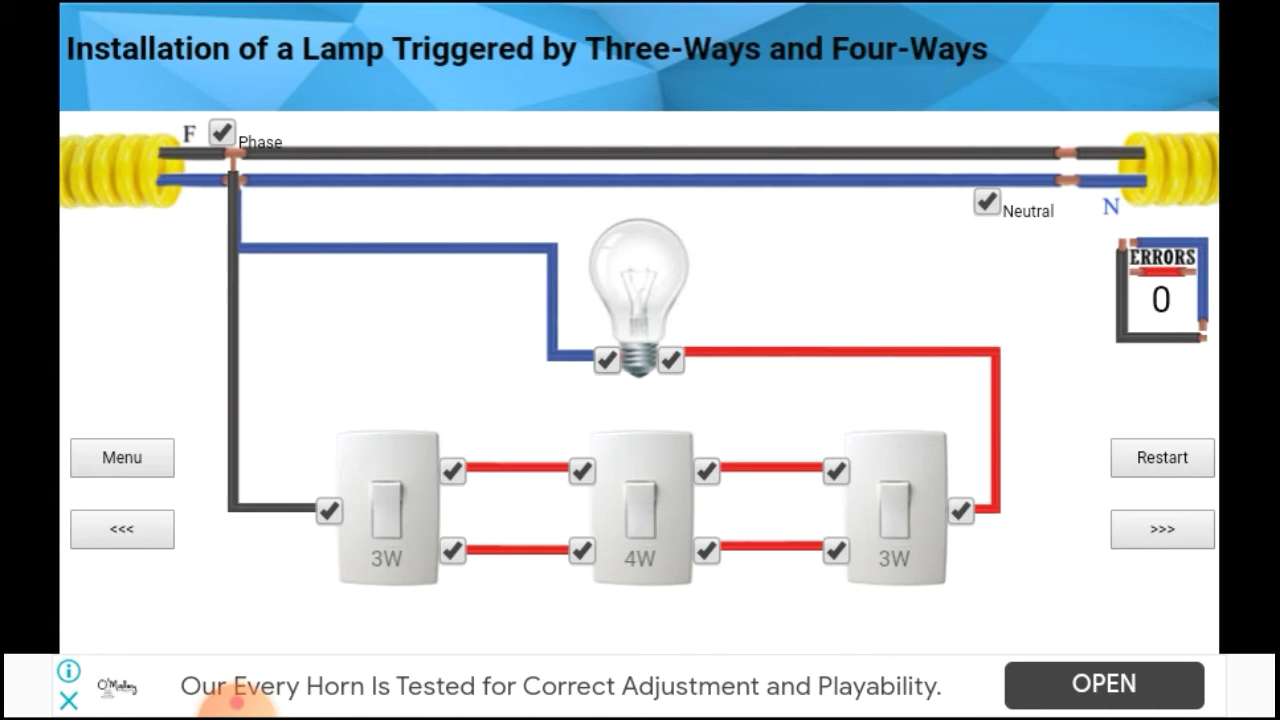 Installation of a Lamp Triggered by Three-Ways and Four-Ways
F
Phase
Neutral
N
ERRORS
0
Menu
<<<
3W
4W
3W
Restart
>>>
Our Every Horn Is Tested for Correct Adjustment and Playability.
OPEN